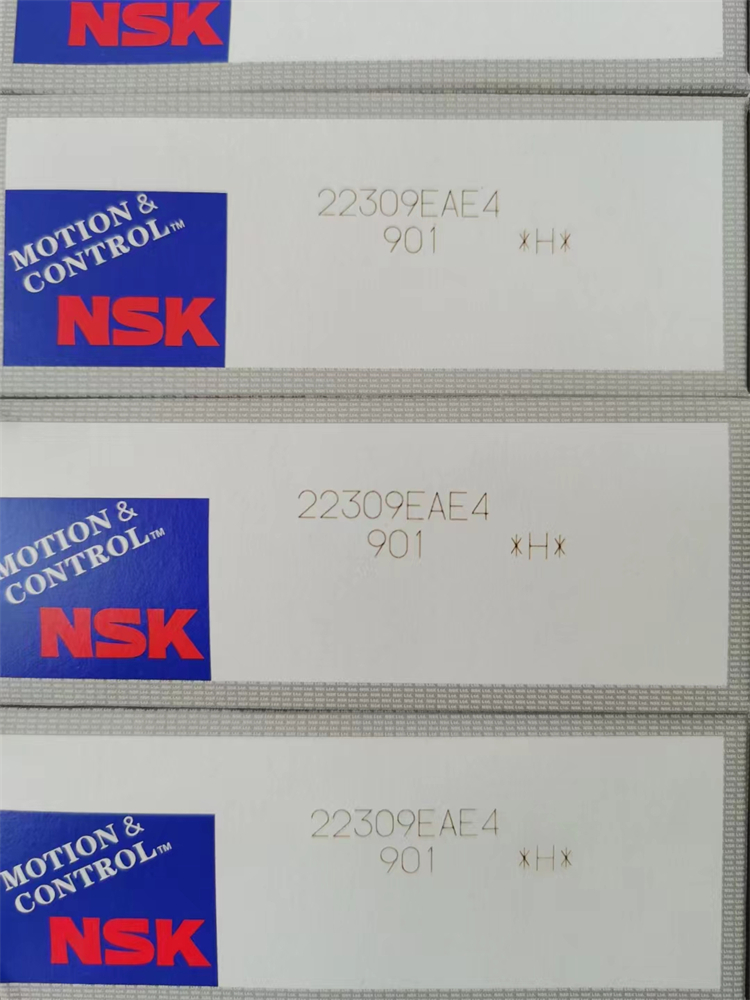 NSK
22309EAE4
901 *H*
MOTION &
CONTROL™
NSK
22309EAE4
901 *H*
MOTION &
CONTROL™
NSK
22309EAE4
901 *H*
MOTION &
CONTROL™
NSK